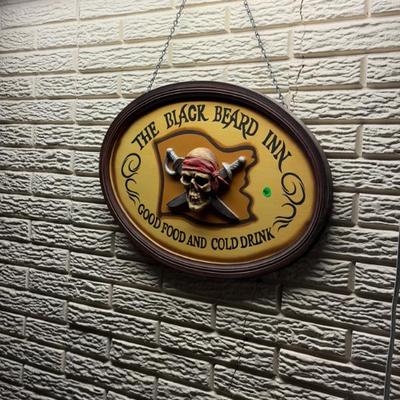 THE BLACK BEARD INN
GOOD FOOD AND COLD DRINK